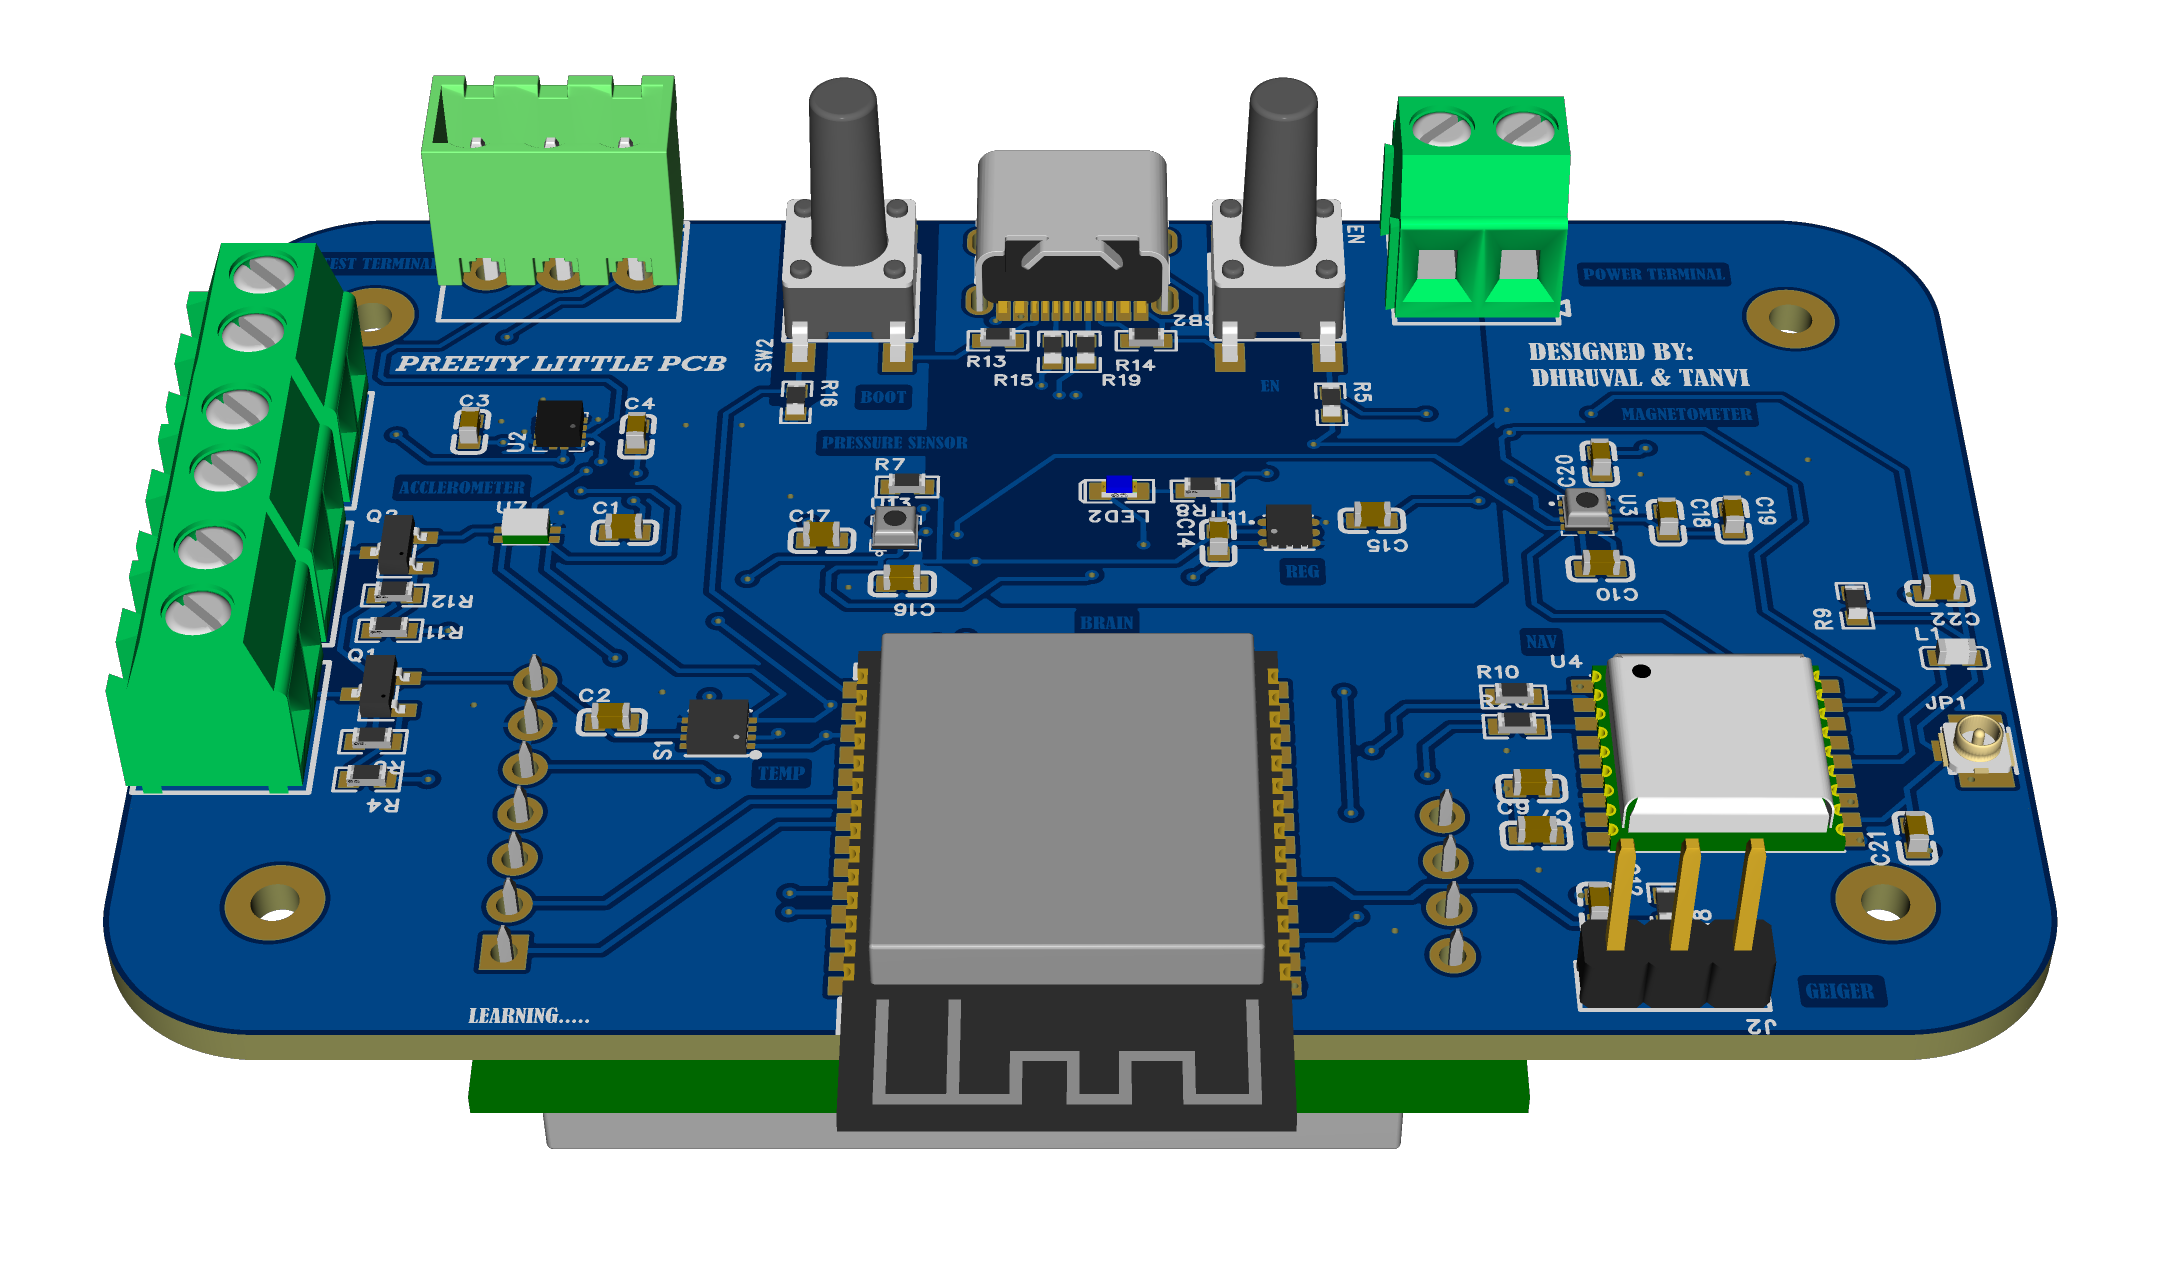 EN
TEST TERMINAL
POWER TERMINAL
SB2
SW2
R13
R14
R15
R19
PREETY LITTLE PCB
DESIGNED BY:
DHRUVAL & TANVI
R16
BOOT
EN
R5
C3
C4
U2
MAGNETOMETER
PRESSURE SENSOR
R7
C20
ACCLEROMETER
U7
C1
C17
LED2
R8
C14
C15
U3
C18
C19
REG
C16
C10
R12
R11
Q1
BRAIN
R9
C22
L1
NAV
U4
R10
C2
S1
JP1
TEMP
R4
C9
C21
GEIGER
LEARNING.....
J2